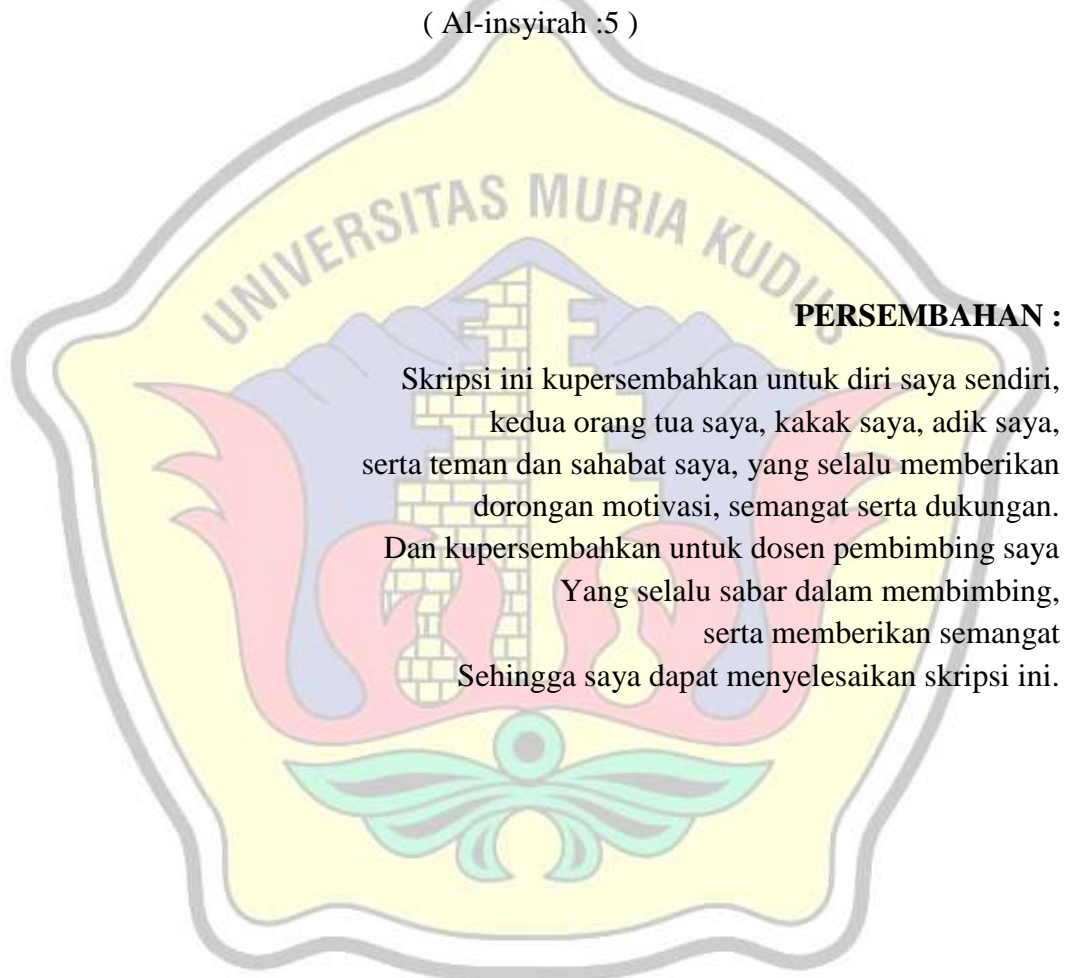 ( Al-insyirah :5 )
UNIVERSITAS MURIA KUDUS
PERSEMBAHAN :
Skripsi ini kupersembahkan untuk diri saya sendiri,
kedua orang tua saya, kakak saya, adik saya,
serta teman dan sahabat saya, yang selalu memberikan
dorongan motivasi, semangat serta dukungan.
Dan kupersembahkan untuk dosen pembimbing saya
Yang selalu sabar dalam membimbing,
serta memberikan semangat
Sehingga saya dapat menyelesaikan skripsi ini.